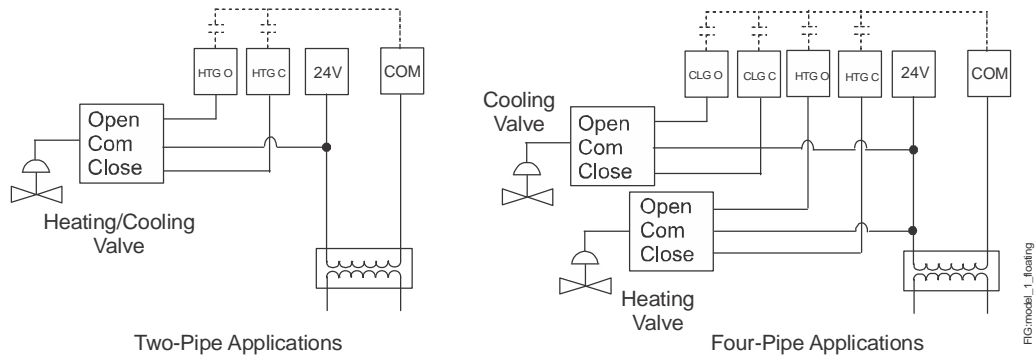 HTG O HTG C 24V COM
Open
Com
Close
Heating/Cooling
Valve
Two-Pipe Applications
CLG O CLG C HTG O HTG C 24V COM
Cooling
Valve
Open
Com
Close
Open
Com
Close
Heating
Valve
Four-Pipe Applications
FIG:model_1_floating